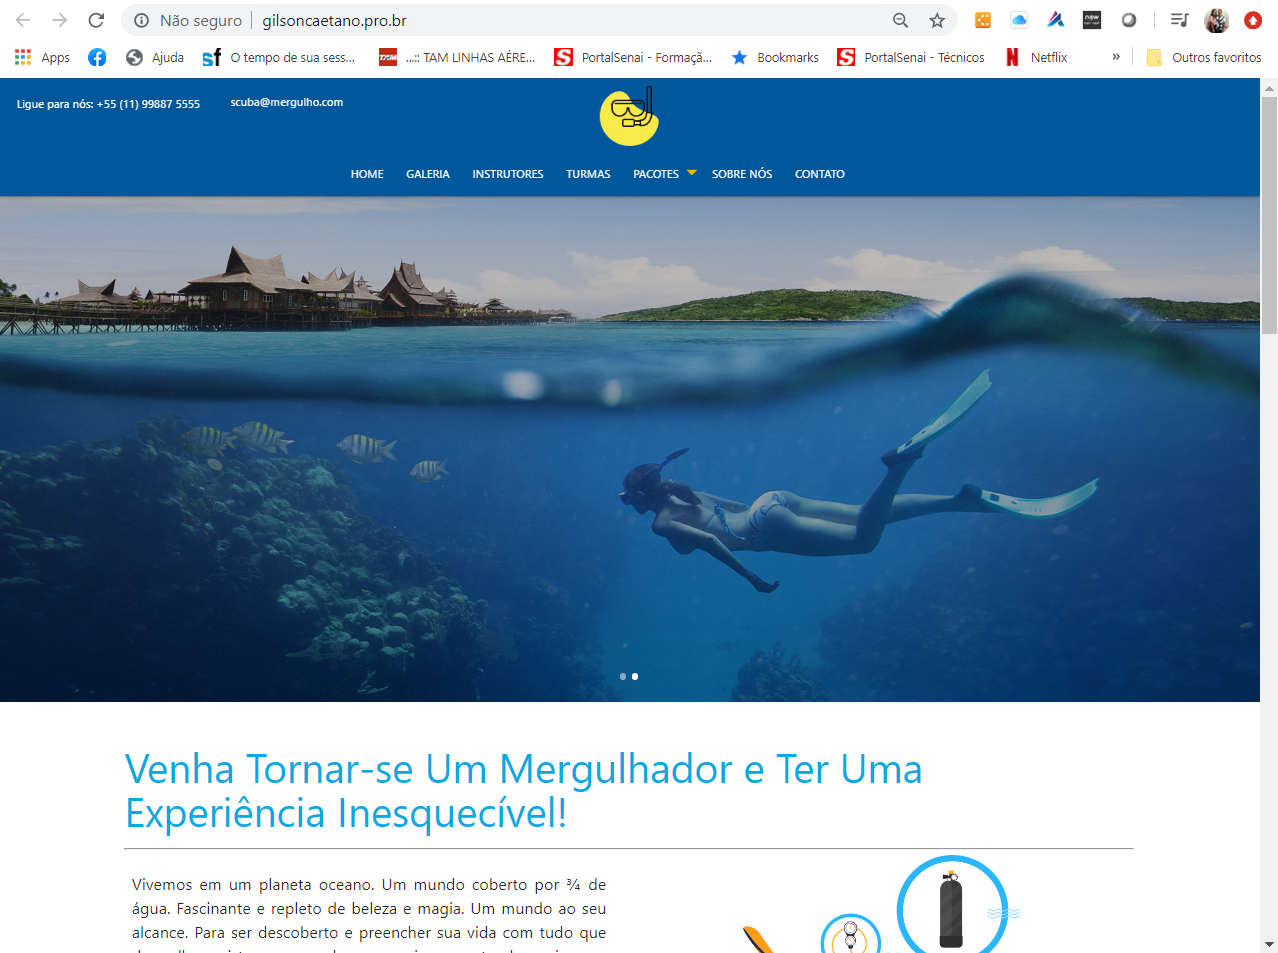 Não seguro | gilsoncaetano.pro.br
Apps Ajuda O tempo de sua sess... ...:: TAM LINHAS AÉRE... PortalSenai - Formaçã... Bookmarks PortalSenai - Técnicos Netflix » Outros favoritos
Ligue para nós: +55 (11) 99887 5555 scuba@mergulho.com
HOME GALERIA INSTRUTORES TURMAS PACOTES SOBRE NÓS CONTATO
Venha Tornar-se Um Mergulhador e Ter Uma
Experiência Inesquecível!
Vivemos em um planeta oceano. Um mundo coberto por ¾ de
água. Fascinante e repleto de beleza e magia. Um mundo ao seu
alcance. Para ser descoberto e preencher sua vida com tudo que